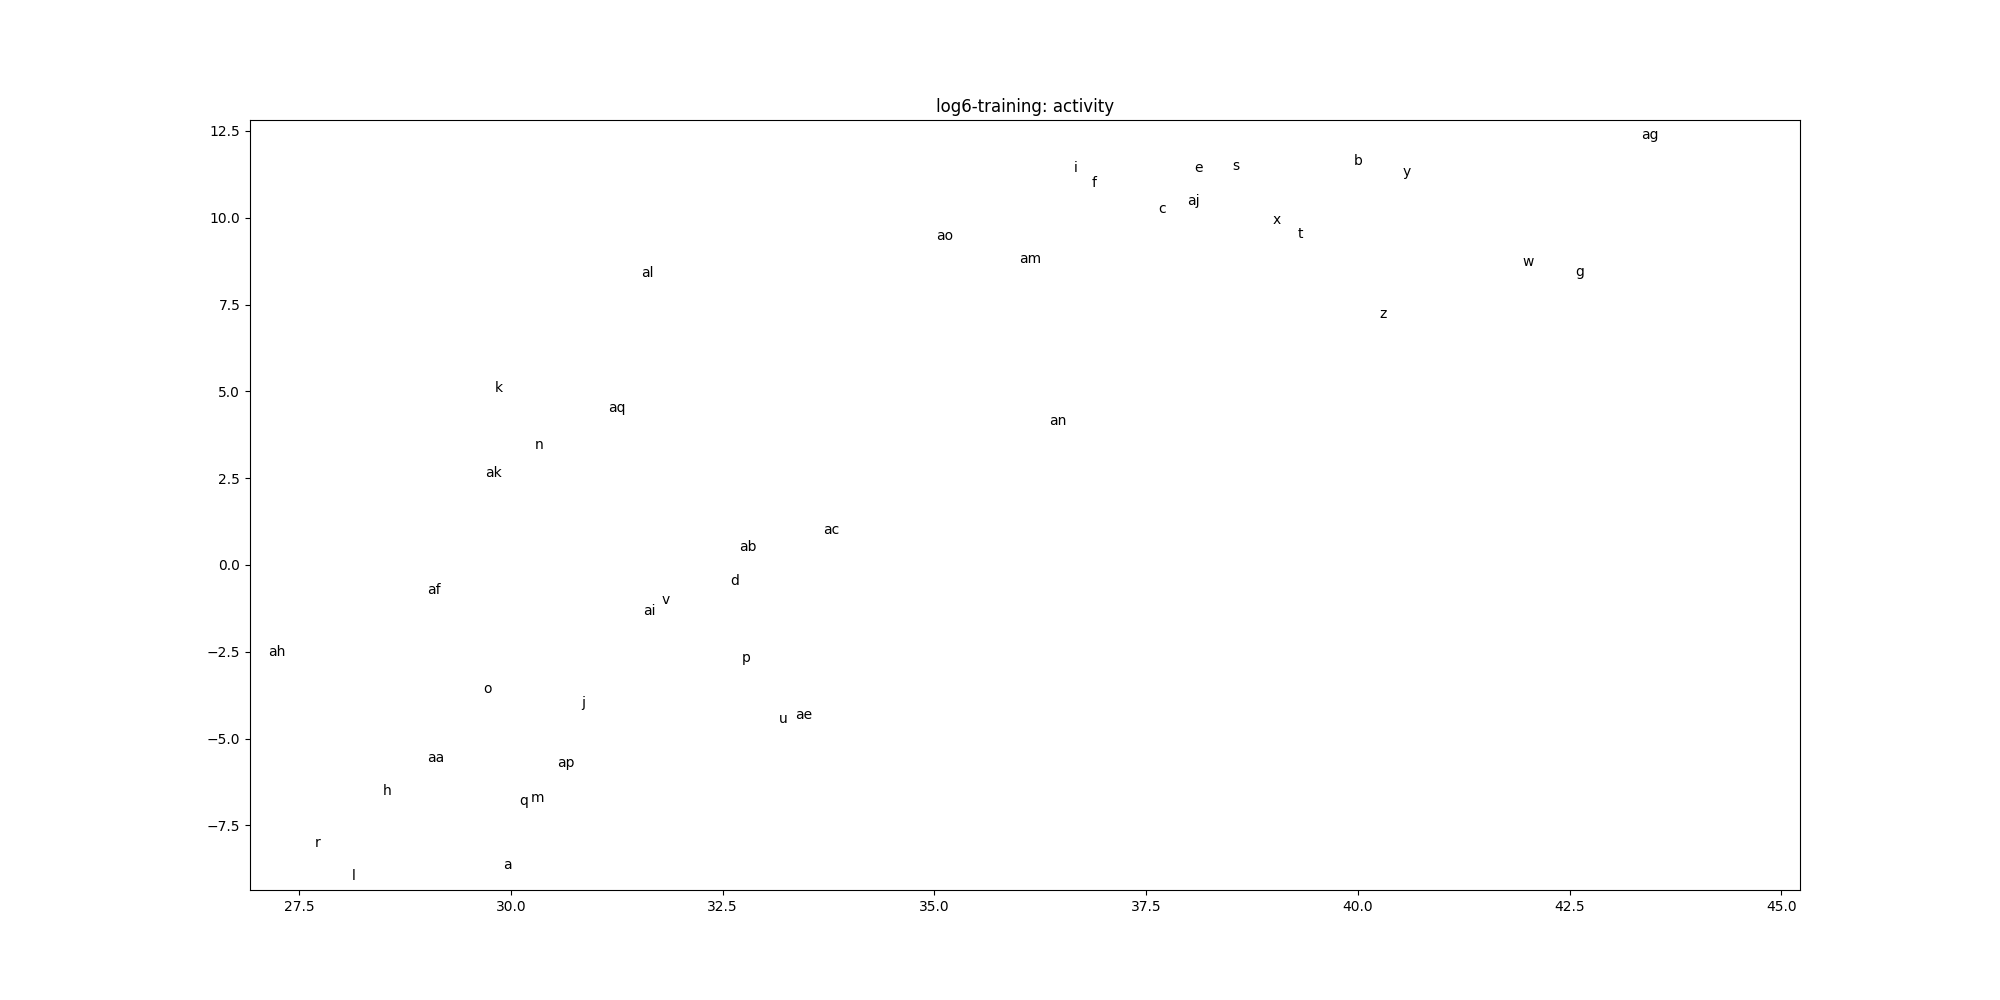 log6-training: activity
12.5
ag
b
i
e
s
y
f
aj
c
10.0
x
t
ao
am
w
al
g
7.5
z
5.0
k
aq
an
n
ak
2.5
ac
ab
0.0
d
af
v
ai
−2.5
ah
p
o
j
ae
u
−5.0
aa
ap
h
q m
−7.5
r
a
l
27.5 30.0 32.5 35.0 37.5 40.0 42.5 45.0